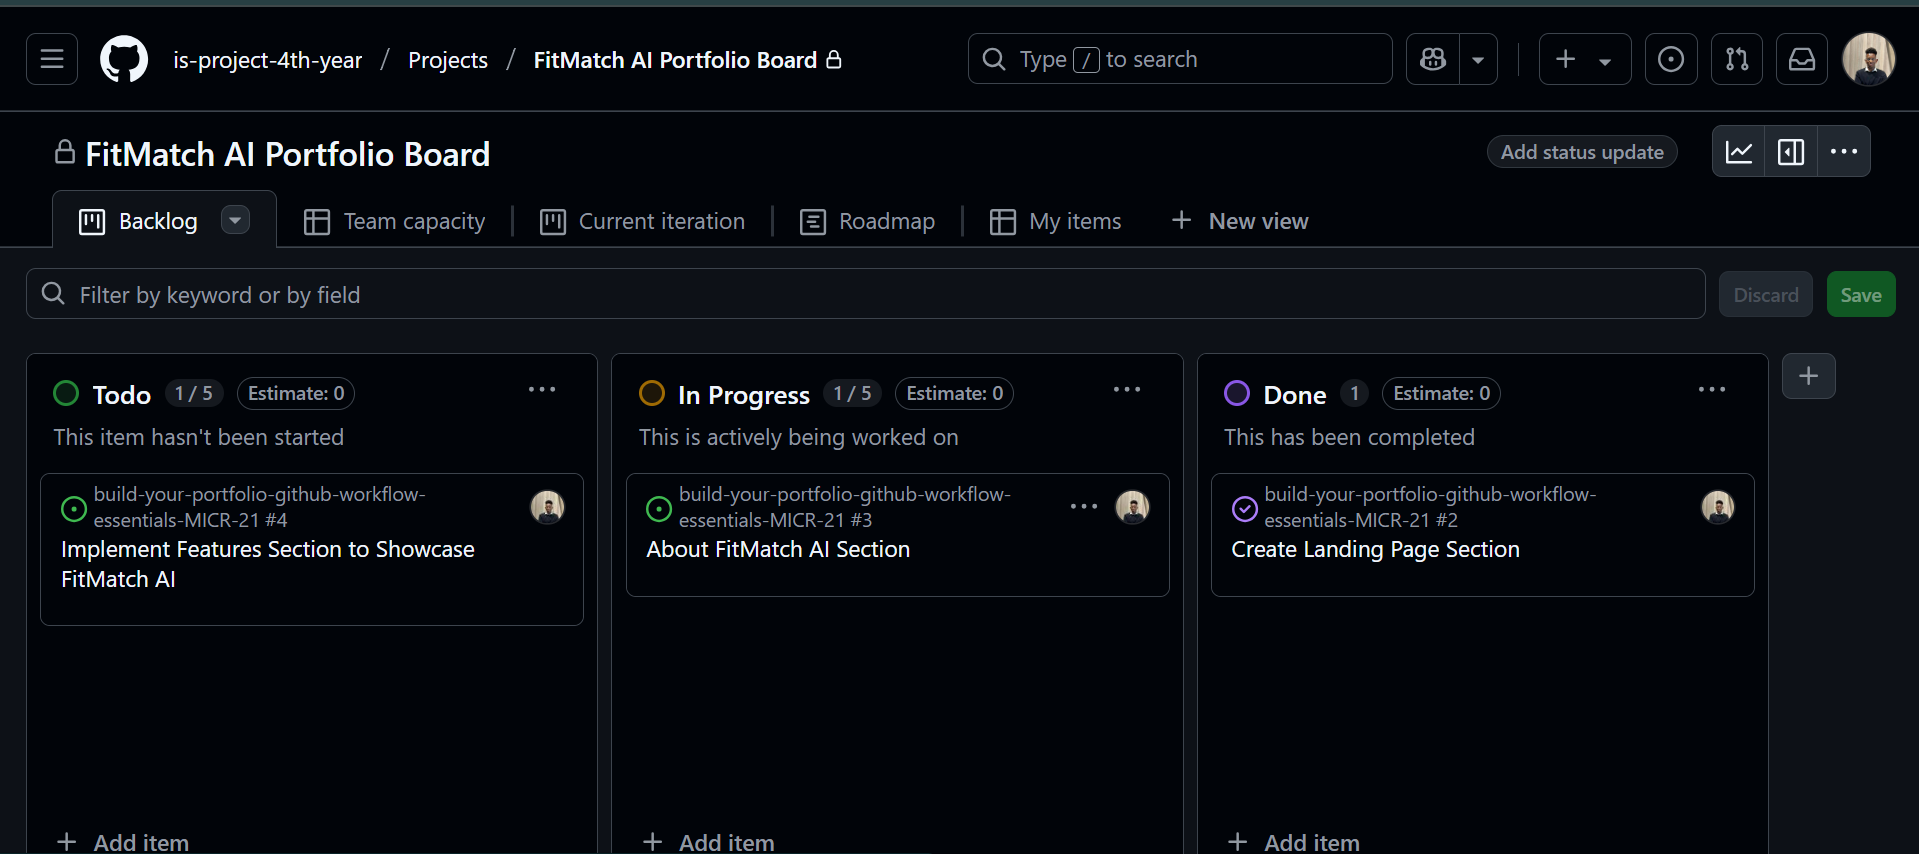 is-project-4th-year / Projects / FitMatch AI Portfolio Board
Type / to search
FitMatch AI Portfolio Board
Add status update
Backlog
Team capacity
Current iteration
Roadmap
My items
New view
Filter by keyword or by field
Discard
Save
Todo 1 / 5 Estimate: 0
This item hasn't been started
build-your-portfolio-github-workflow-
essentials-MICR-21 #4
Implement Features Section to Showcase
FitMatch AI
Add item
In Progress 1 / 5 Estimate: 0
This is actively being worked on
build-your-portfolio-github-workflow-
essentials-MICR-21 #3
About FitMatch AI Section
Add item
Done 1 Estimate: 0
This has been completed
build-your-portfolio-github-workflow-
essentials-MICR-21 #2
Create Landing Page Section
Add item